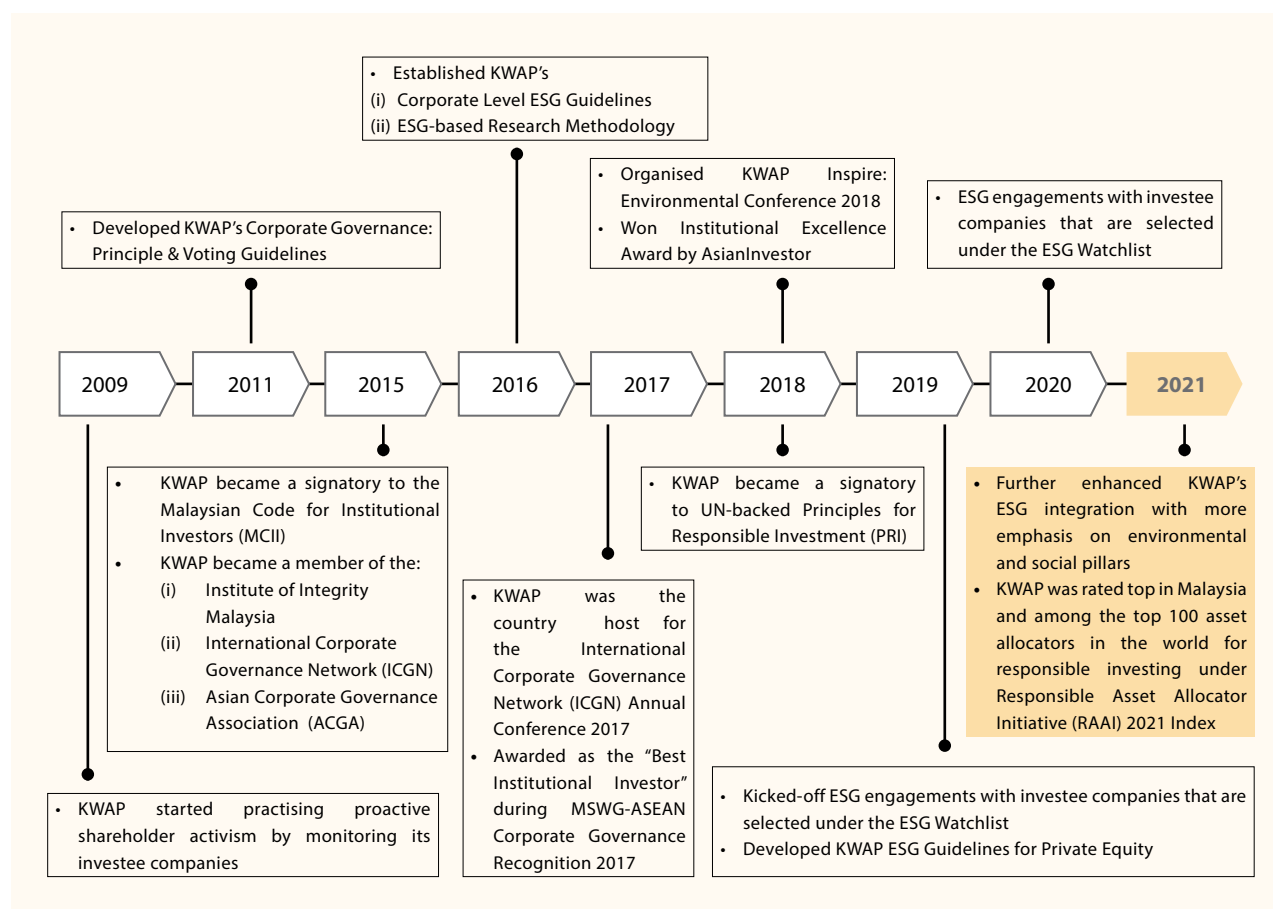 • Established KWAP's
(i) Corporate Level ESG Guidelines
(ii) ESG-based Research Methodology
• Organised KWAP Inspire:
Environmental Conference 2018
• Won Institutional Excellence
Award by AsianInvestor
• ESG engagements with investee
companies that are selected
under the ESG Watchlist
• Developed KWAP's Corporate Governance:
Principle & Voting Guidelines
2009
2011
2015
2016
2017
2018
2019
2020
2021
• KWAP became a signatory to the
Malaysian Code for Institutional
Investors (MCII)
• KWAP became a member of the:
(i) Institute of Integrity
Malaysia
(ii) International Corporate
Governance Network (ICGN)
(iii) Asian Corporate Governance
Association (ACGA)
• KWAP became a signatory
to UN-backed Principles for
Responsible Investment (PRI)
• Further enhanced KWAP's
ESG integration with more
emphasis on environmental
and social pillars
• KWAP was rated top in Malaysia
and among the top 100 asset
allocators in the world for
responsible investing under
Responsible Asset Allocator
Initiative (RAAI) 2021 Index
• KWAP was the
country host for
the International
Corporate Governance
Network (ICGN) Annual
Conference 2017
• Awarded as the "Best
Institutional Investor"
during MSWG-ASEAN
Corporate Governance
Recognition 2017
• KWAP started practising proactive
shareholder activism by monitoring its
investee companies
• Kicked-off ESG engagements with investee companies that are
selected under the ESG Watchlist
• Developed KWAP ESG Guidelines for Private Equity